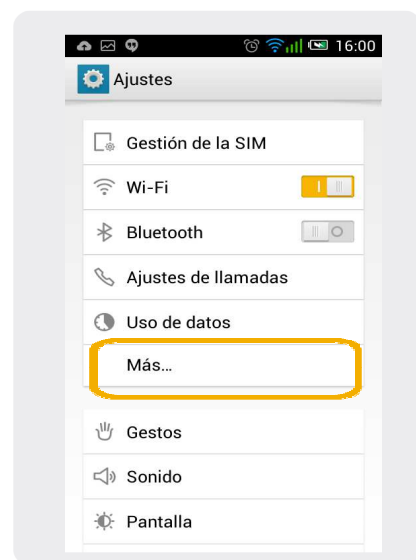 16:00
Ajustes
Gestión de la SIM
Wi-Fi
Bluetooth
Ajustes de llamadas
Uso de datos
Más...
Gestos
Sonido
Pantalla